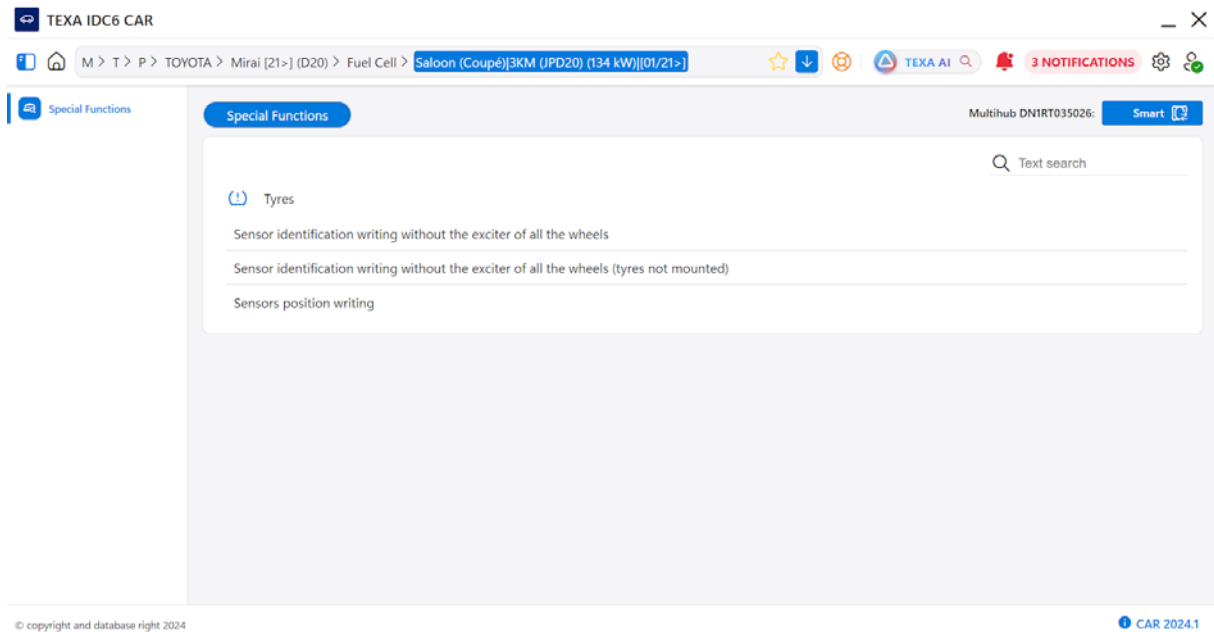 TEXA IDC6 CAR
M > T > P > TOYOTA > Mirai [21>] (D20) > Fuel Cell > Saloon (Coupé)|3KM (JPD20) (134 kW)|[01/21>] TEXA AI 3 NOTIFICATIONS
Special Functions
Special Functions
Multihub DN1RT035026: Smart
Text search
Tyres
Sensor identification writing without the exciter of all the wheels
Sensor identification writing without the exciter of all the wheels (tyres not mounted)
Sensors position writing
© copyright and database right 2024
CAR 2024.1